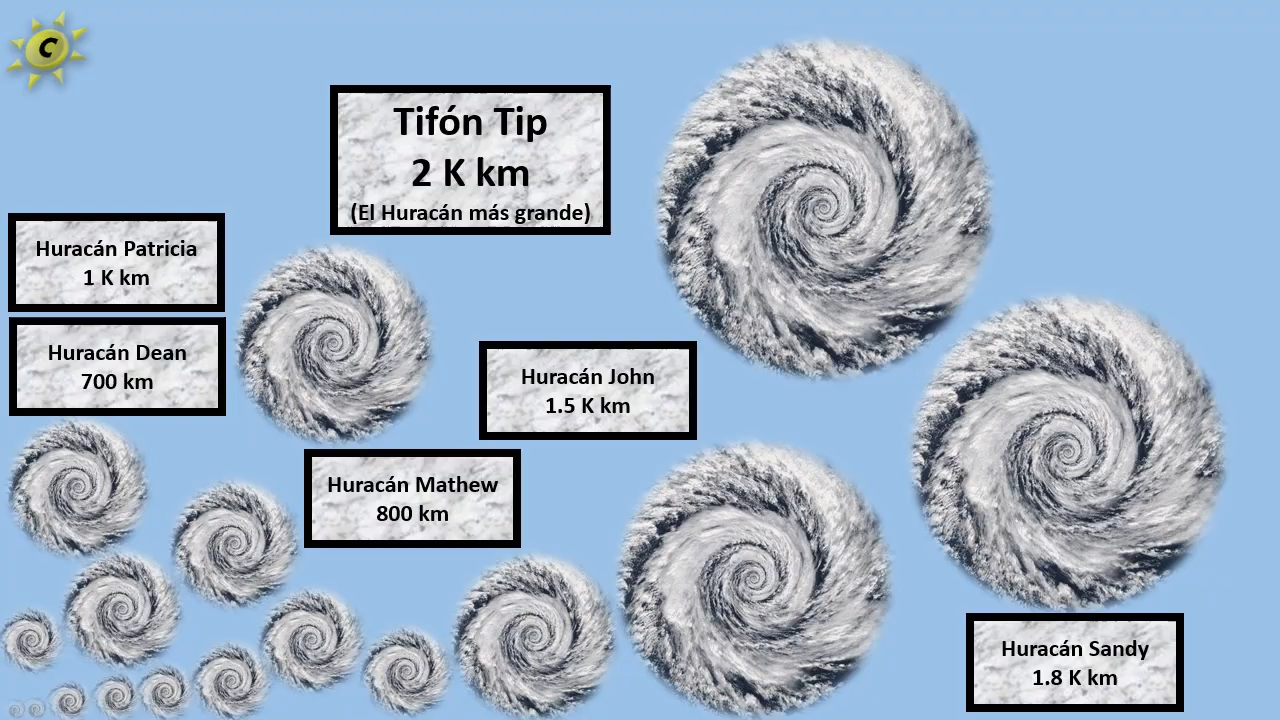 C
Tifón Tip
2 K km
(El Huracán más grande)
Huracán Patricia
1 K km
Huracán Dean
700 km
Huracán John
1.5 K km
Huracán Mathew
800 km
Huracán Sandy
1.8 K km